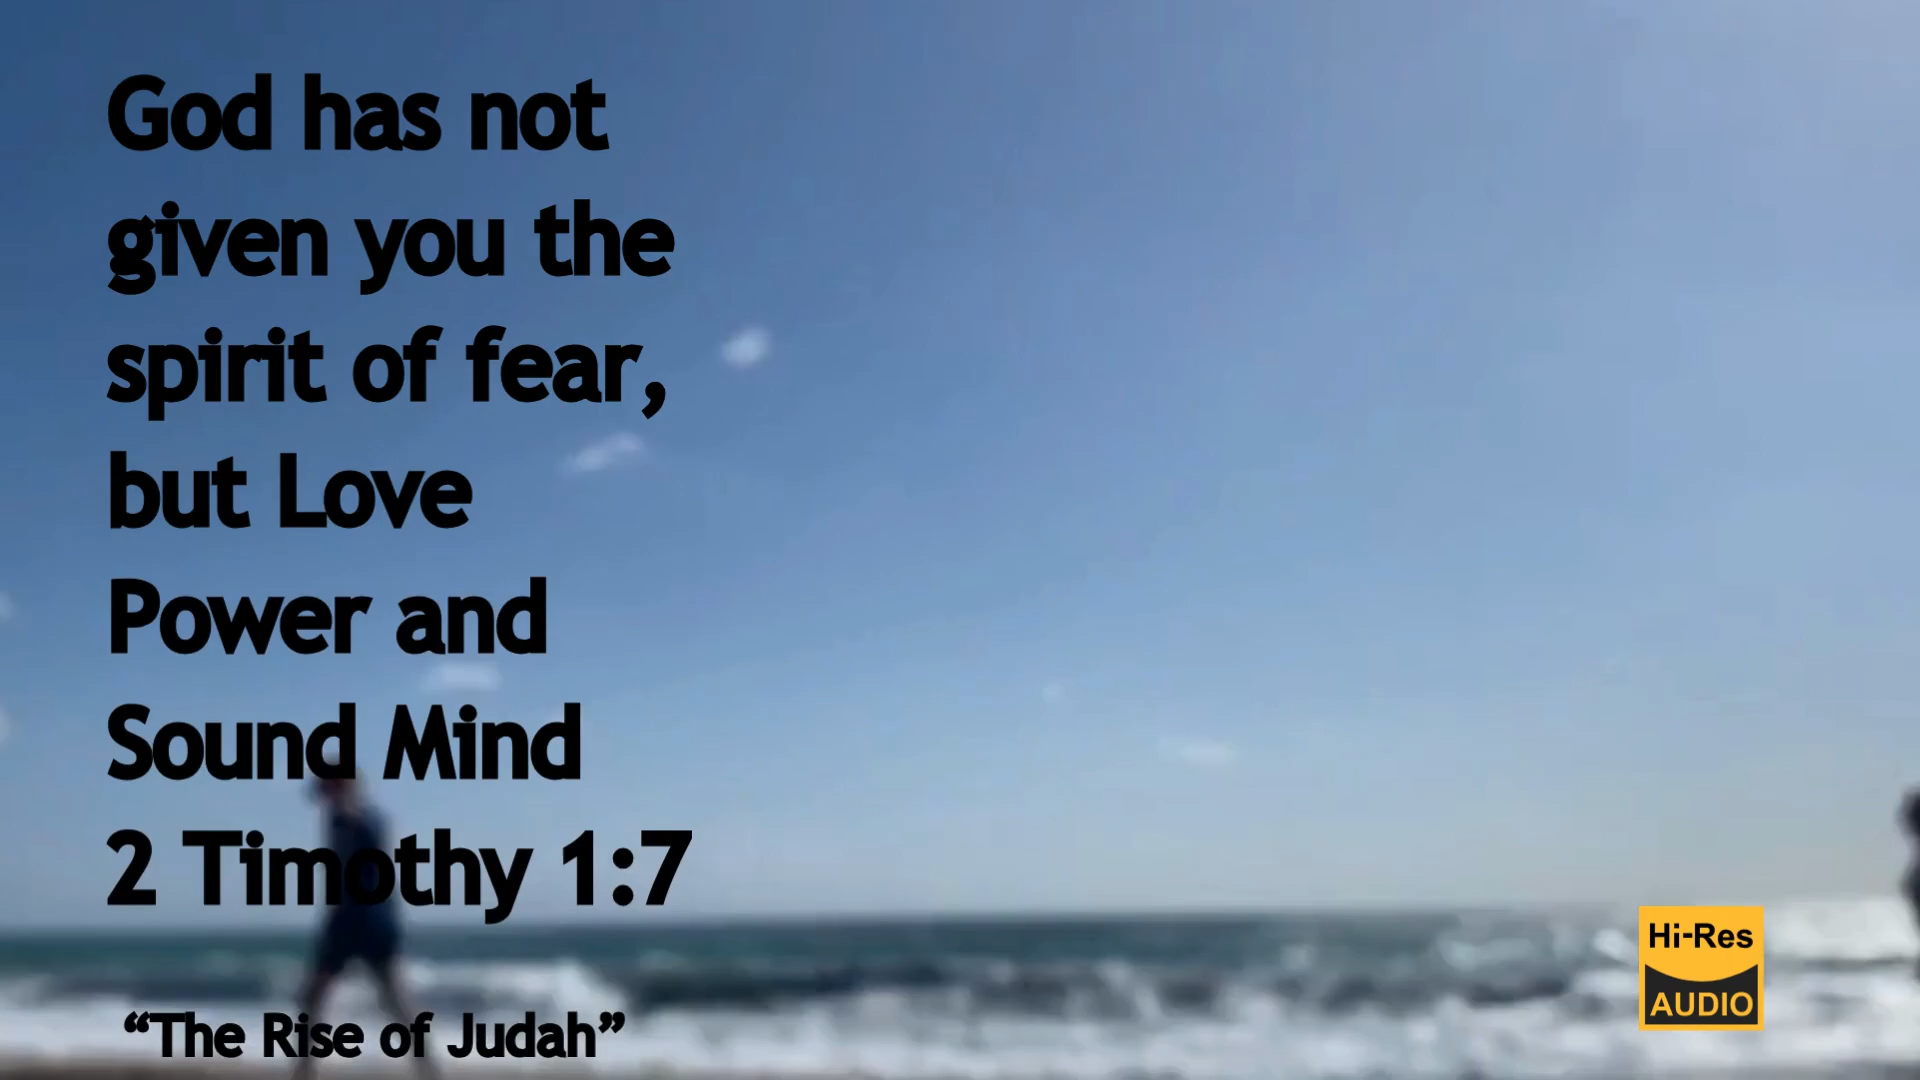 God has not
given you the
spirit of fear,
but Love
Power and
Sound Mind
2 Timothy 1:7
“The Rise of Judah”
Hi-Res
AUDIO